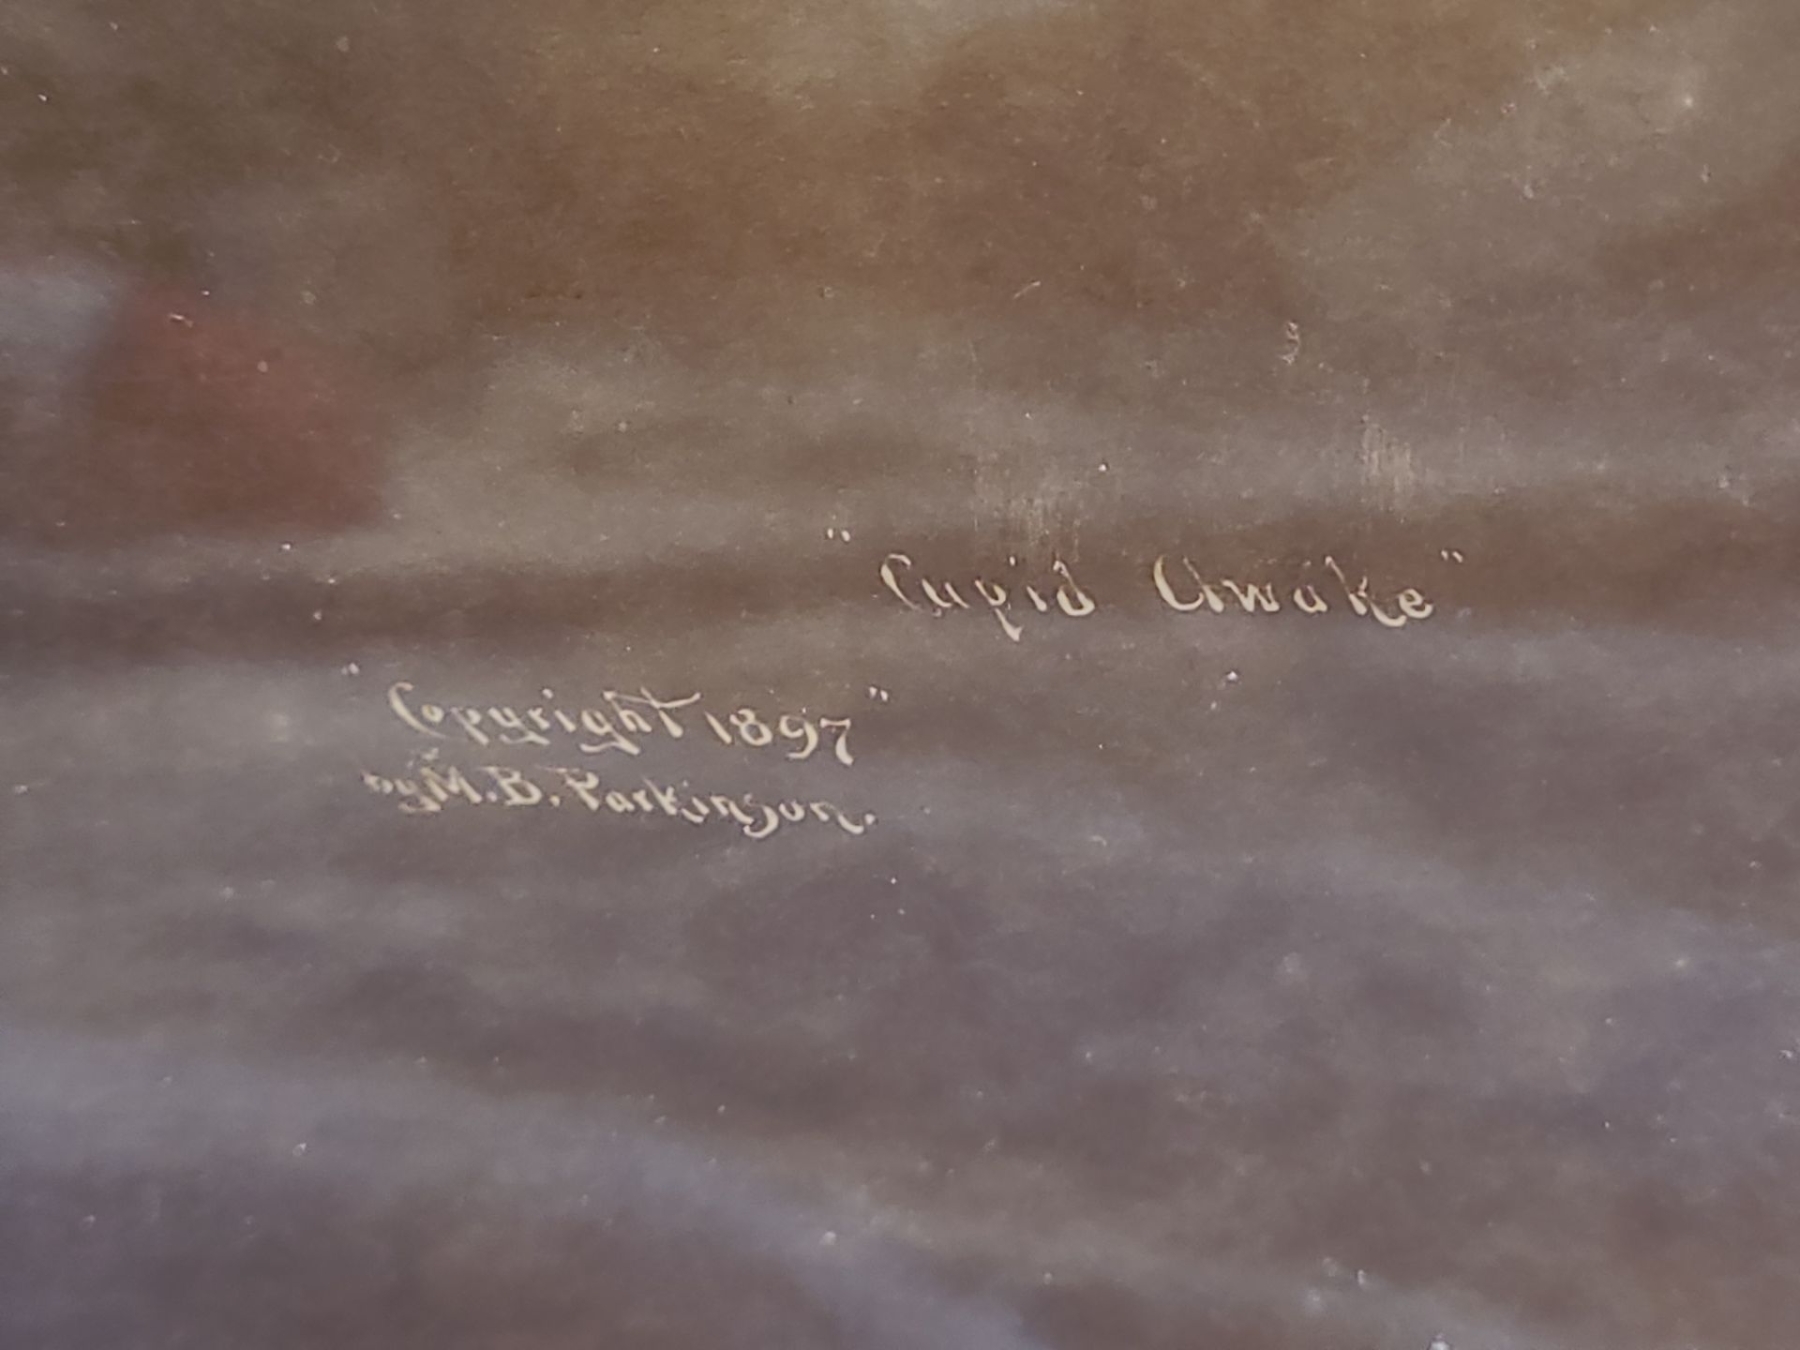 "Cupid Awake"
"Copyright 1897"
by M. B. Parkinson.